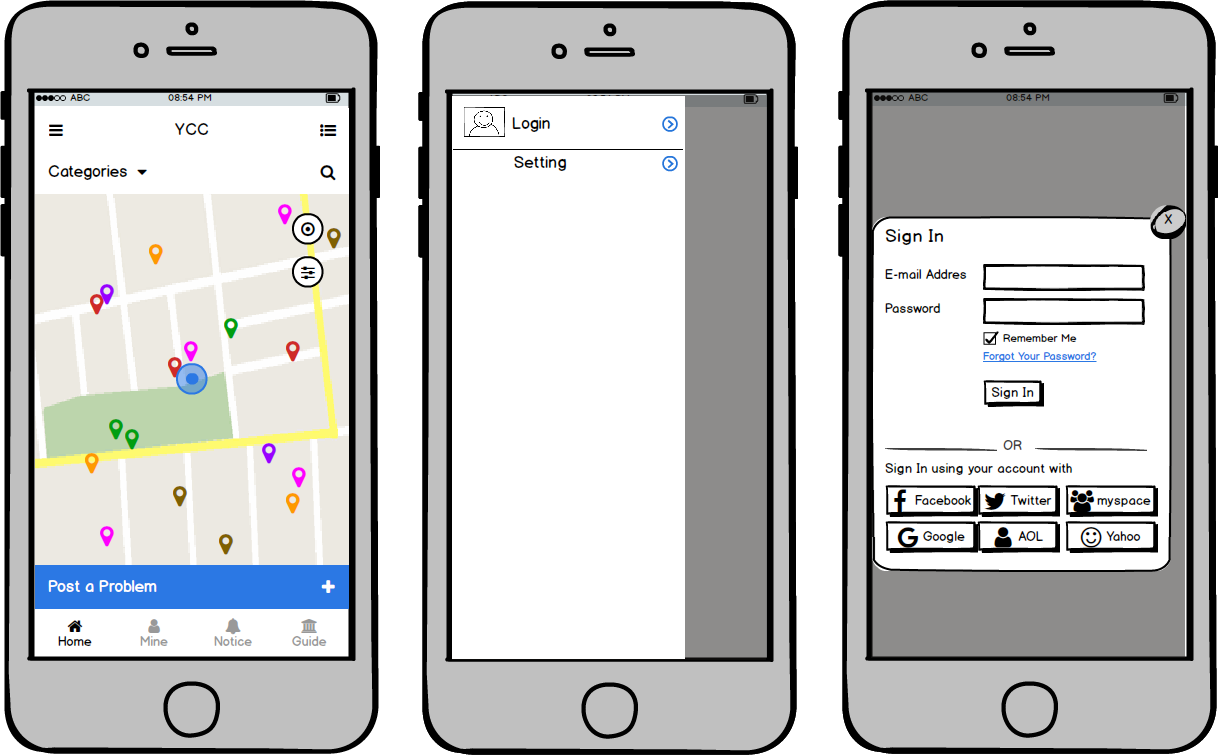 ABC 08:54 PM
YCC
Categories
Post a Problem
Home Mine Notice Guide
Login
Setting
ABC 08:54 PM
X
Sign In
E-mail Addres
Password
Remember Me
Forgot Your Password?
Sign In
OR
Sign In using your account with
Facebook Twitter myspace
Google AOL Yahoo